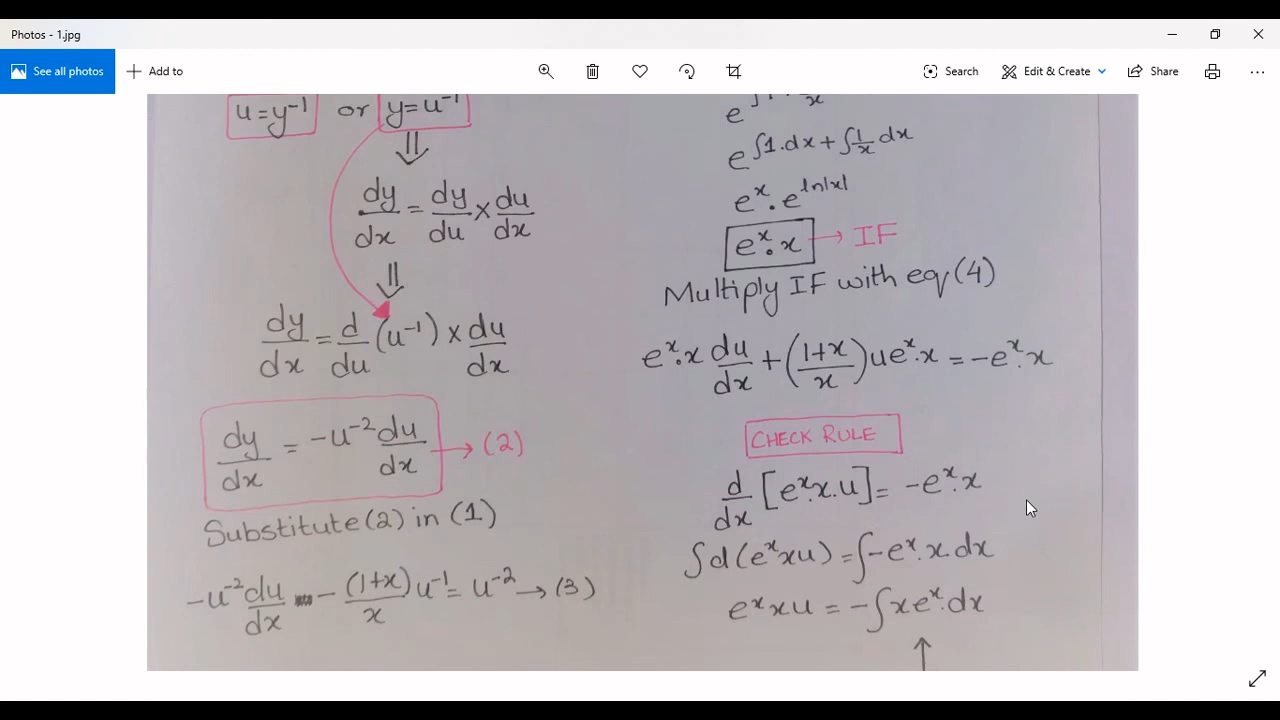 Photos - 1.jpg
See all photos
Add to
Search
Edit & Create
Share
u=y⁻¹ or y=u⁻¹
dy/dx = dy/du × du/dx
dy/dx = d/du (u⁻¹) × du/dx
dy/dx = -u⁻² du/dx → (2)
Substitute (2) in (1)
-u⁻² du/dx - (1+x)/x u⁻¹ = u⁻² → (3)
e^∫1.dx+∫1/x dx
eˣ.e^ln|x|
eˣ.x → IF
Multiply IF with eq (4)
eˣ.x du/dx + (1+x/x)ueˣ.x = -eˣ.x
CHECK RULE
d/dx [eˣ.x.u] = -eˣ.x
∫d(eˣxu) = ∫-eˣ.x.dx
eˣxu = -∫xeˣ.dx